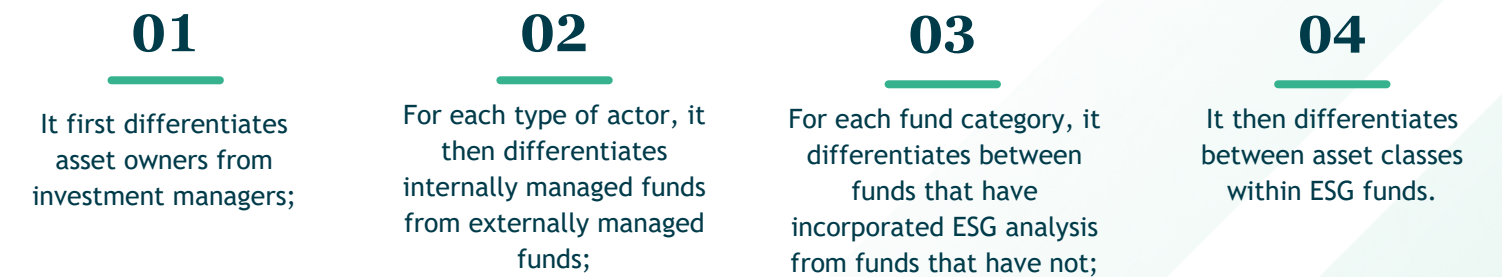 01
It first differentiates
asset owners from
investment managers;
02
For each type of actor, it
then differentiates
internally managed funds
from externally managed
funds;
03
For each fund category, it
differentiates between
funds that have
incorporated ESG analysis
from funds that have not;
04
It then differentiates
between asset classes
within ESG funds.